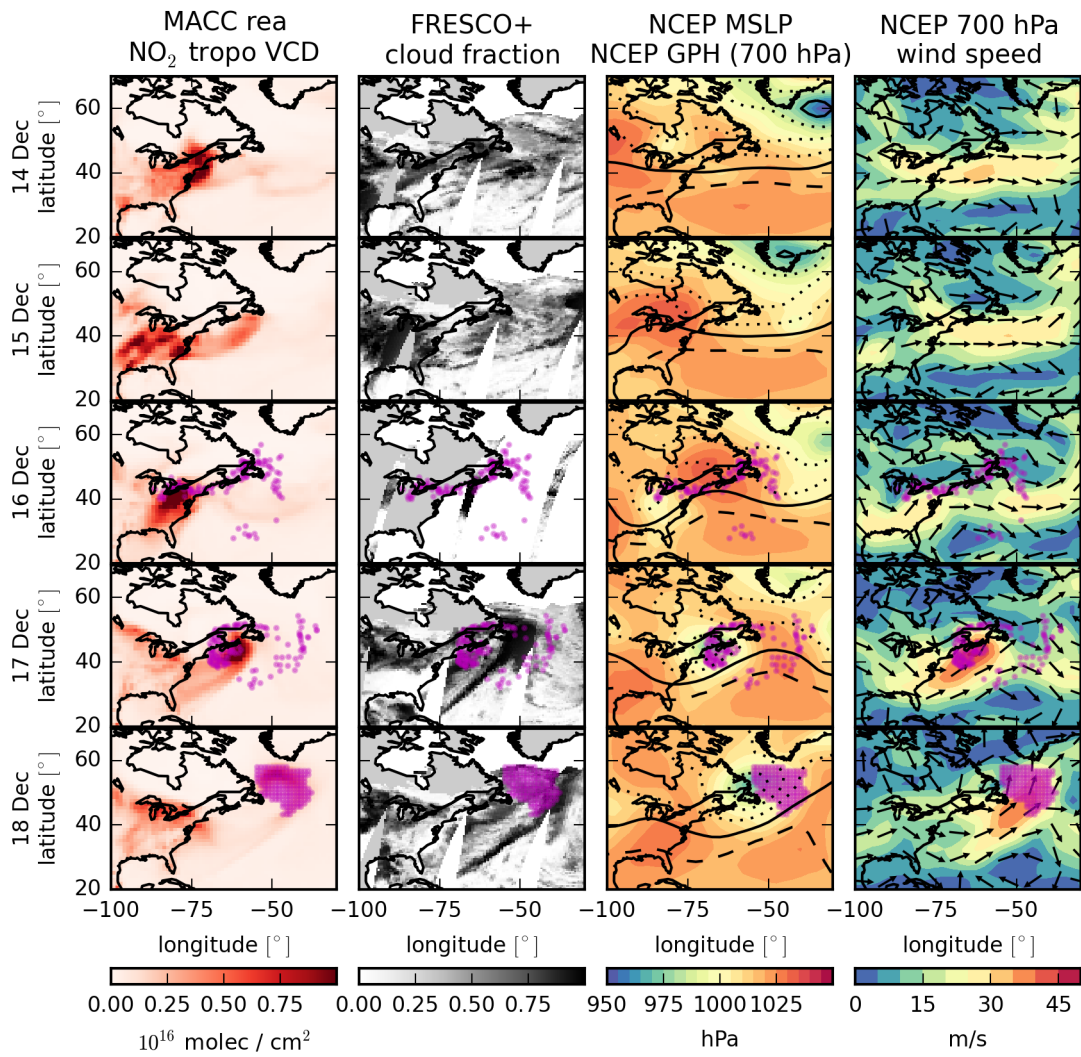 MACC rea
NO₂ tropo VCD
FRESCO+
cloud fraction
NCEP MSLP
NCEP GPH (700 hPa)
NCEP 700 hPa
wind speed
14 Dec
latitude [°]
60
40
20
15 Dec
latitude [°]
60
40
20
16 Dec
latitude [°]
60
40
20
17 Dec
latitude [°]
60
40
20
18 Dec
latitude [°]
60
40
20
−100 −75 −50
−100 −75 −50
−100 −75 −50
−100 −75 −50
longitude [°]
longitude [°]
longitude [°]
longitude [°]
0.00 0.25 0.50 0.75
0.00 0.25 0.50 0.75
950 975 1000 1025
0 15 30 45
10¹⁶ molec / cm²
hPa
m/s